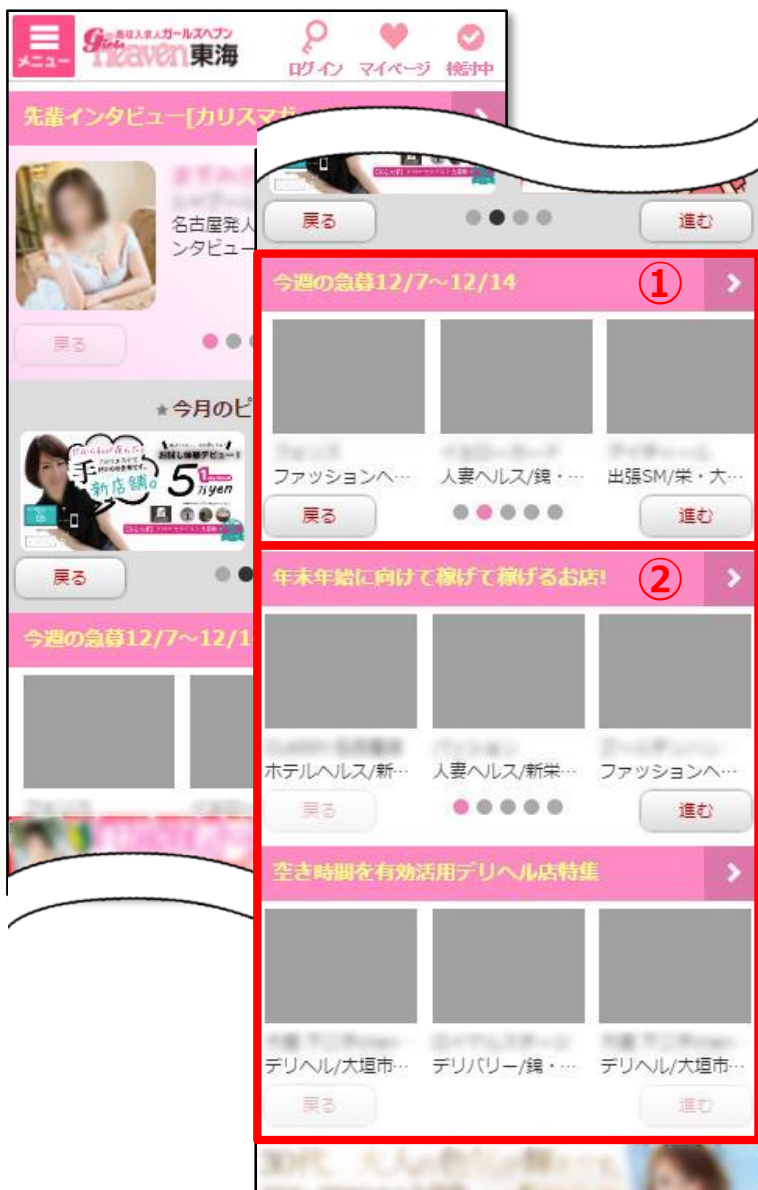 メニュー
高収入求人ガールズヘブン
Girls Heaven 東海
ログイン
マイページ
検討中
先輩インタビュー[カリスマガ
名古屋発人
ンタビュー
戻る
★今月のピ
お試し体験デビュー!
手
新店舗。
5万yen
戻る
今週の急募12/7～12/14
戻る
進む
今週の急募12/7～12/14
①
ファッションヘ…
人妻ヘルス/錦・…
出張SM/栄・大…
戻る
進む
年末年始に向けて稼げて稼げるお店!
②
ホテルヘルス/新…
人妻ヘルス/新栄…
ファッションヘ…
戻る
進む
空き時間を有効活用デリヘル店特集
デリヘル/大垣市…
デリバリー/錦・…
デリヘル/大垣市…
戻る
進む